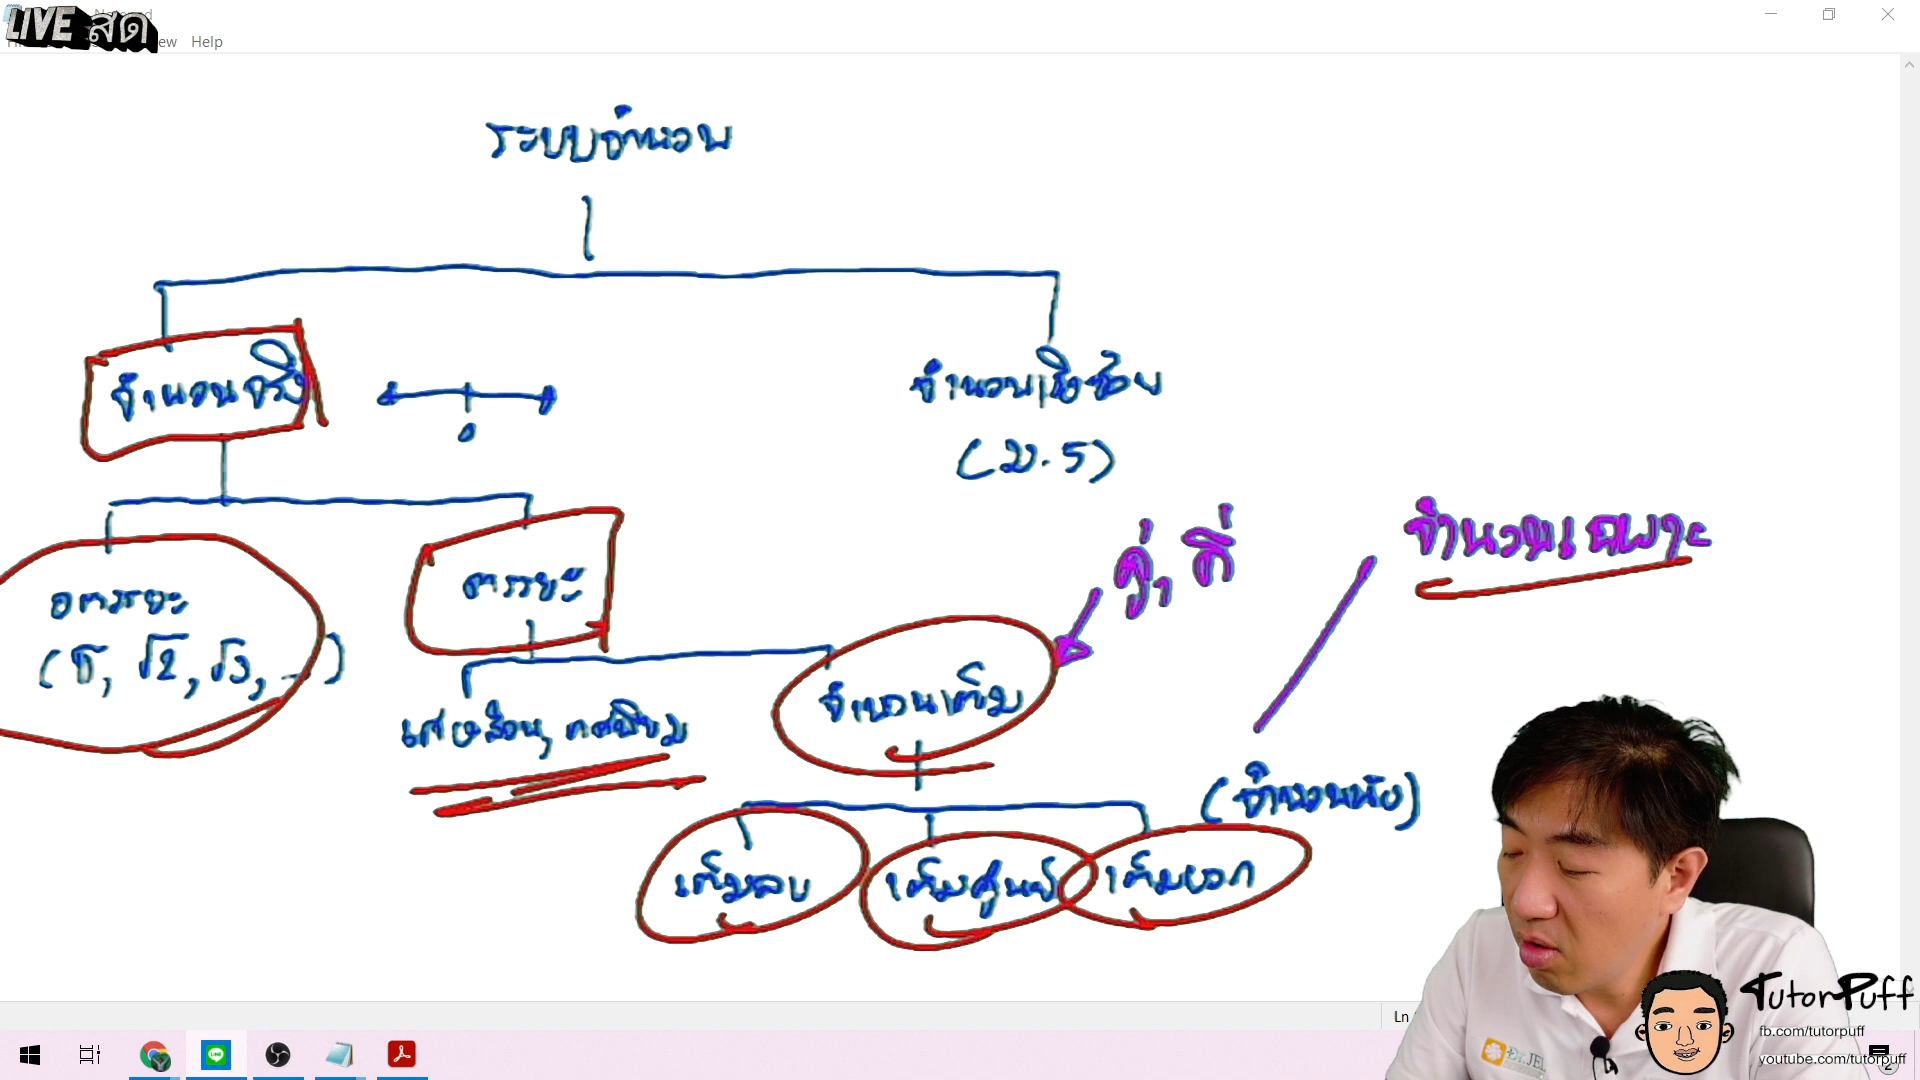 LIVE สด
Help
ระบบจำนวน
จำนวนจริง
0
จำนวนเชิงซ้อน
(ม.5)
คู่, คี่
จำนวนเฉพาะ
อตรรกยะ
(π, √2, √3, ...)
ตรรกยะ
เศษส่วน, ทศนิยม
จำนวนเต็ม
(จำนวนนับ)
เต็มลบ
เต็มศูนย์
เต็มบวก
Ln
TutorPuff
fb.com/tutorpuff
youtube.com/tutorpuff
Dr.JEL
2